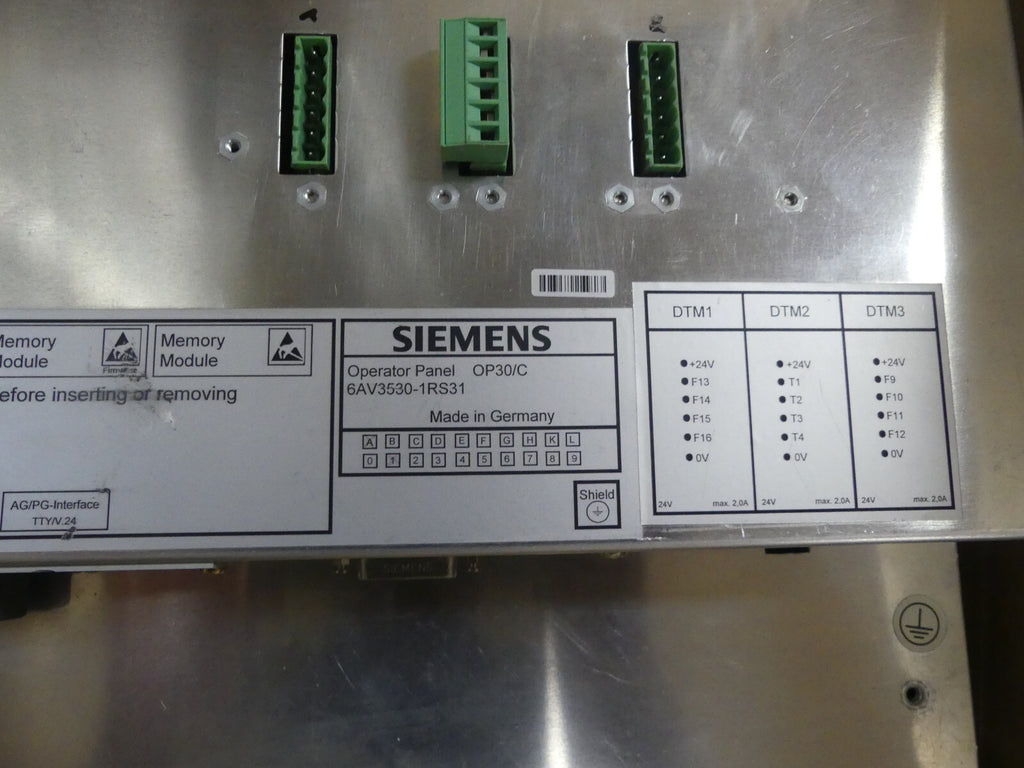 Memory
Module
Memory
Module
before inserting or removing
AG/PG-Interface
TTY/V.24
SIEMENS
Operator Panel OP30/C
6AV3530-1RS31
Made in Germany
A B C D E F G H K L
0 1 2 3 4 5 6 7 8 9
Shield
DTM1
+24V
F13
F14
F15
F16
0V
24V max. 2,0A
DTM2
+24V
T1
T2
T3
T4
0V
24V max. 2,0A
DTM3
+24V
F9
F10
F11
F12
0V
24V max. 2,0A
SIEMENS